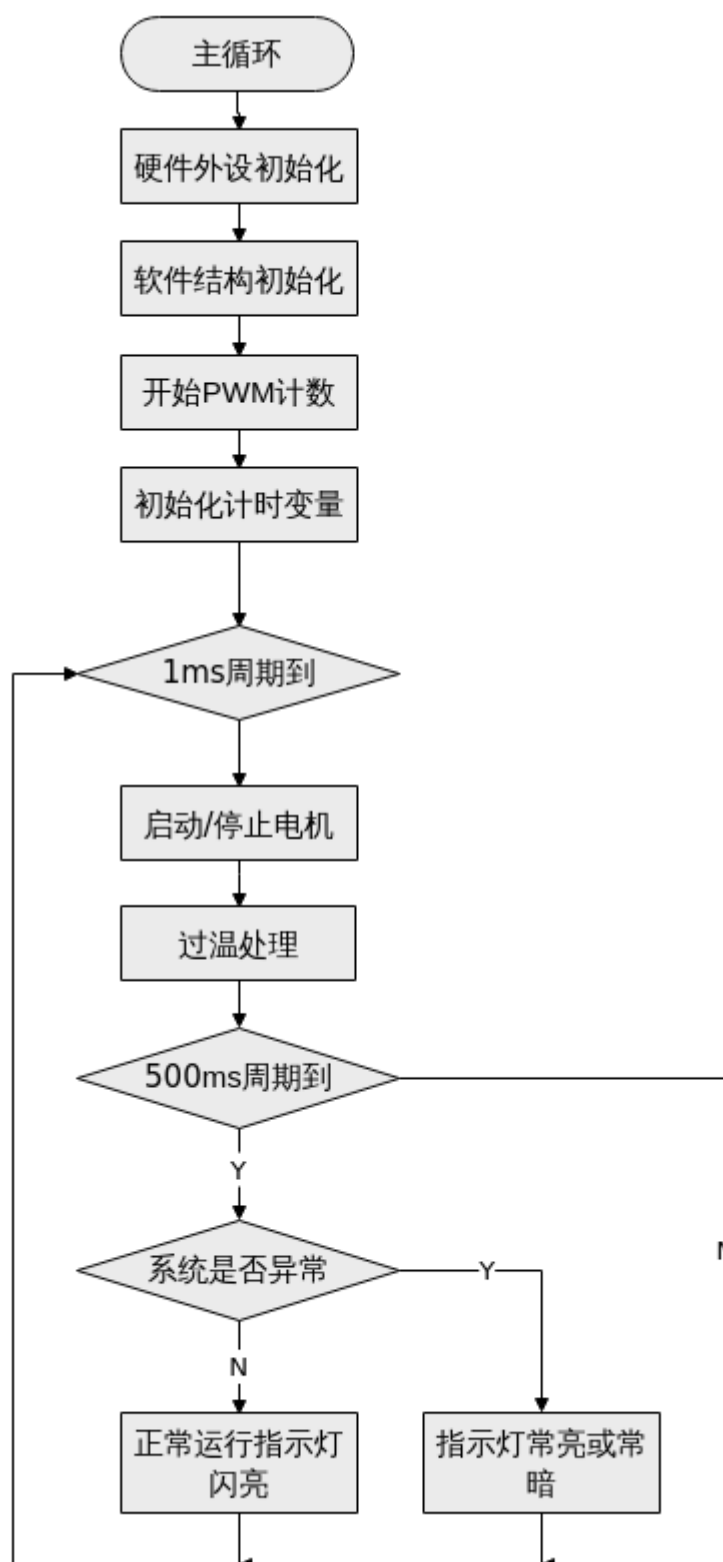 主循环
硬件外设初始化
软件结构初始化
开始PWM计数
初始化计时变量
1ms周期到
启动/停止电机
过温处理
500ms周期到
Y
系统是否异常
Y
N
正常运行指示灯
闪亮
指示灯常亮或常
暗